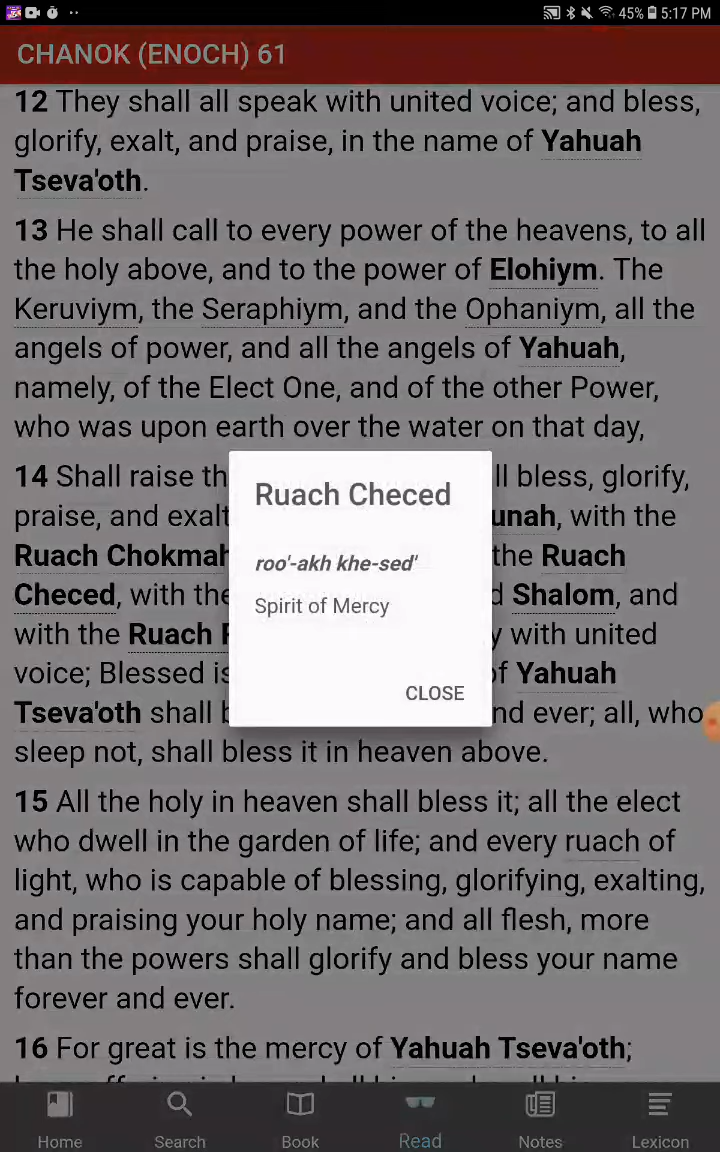 45% 5:17 PM
CHANOK (ENOCH) 61
12 They shall all speak with united voice; and bless,
glorify, exalt, and praise, in the name of Yahuah
Tseva'oth.
13 He shall call to every power of the heavens, to all
the holy above, and to the power of Elohiym. The
Keruviym, the Seraphiym, and the Ophaniym, all the
angels of power, and all the angels of Yahuah,
namely, of the Elect One, and of the other Power,
who was upon earth over the water on that day,
14 Shall raise th ll bless, glorify,
praise, and exalt unah, with the
Ruach Chokmah the Ruach
Checed, with the d Shalom, and
with the Ruach y with united
voice; Blessed is of Yahuah
Tseva'oth shall b nd ever; all, who
sleep not, shall bless it in heaven above.
Ruach Checed
roo'-akh khe-sed'
Spirit of Mercy
CLOSE
15 All the holy in heaven shall bless it; all the elect
who dwell in the garden of life; and every ruach of
light, who is capable of blessing, glorifying, exalting,
and praising your holy name; and all flesh, more
than the powers shall glorify and bless your name
forever and ever.
16 For great is the mercy of Yahuah Tseva'oth;
Home Search Book Read Notes Lexicon